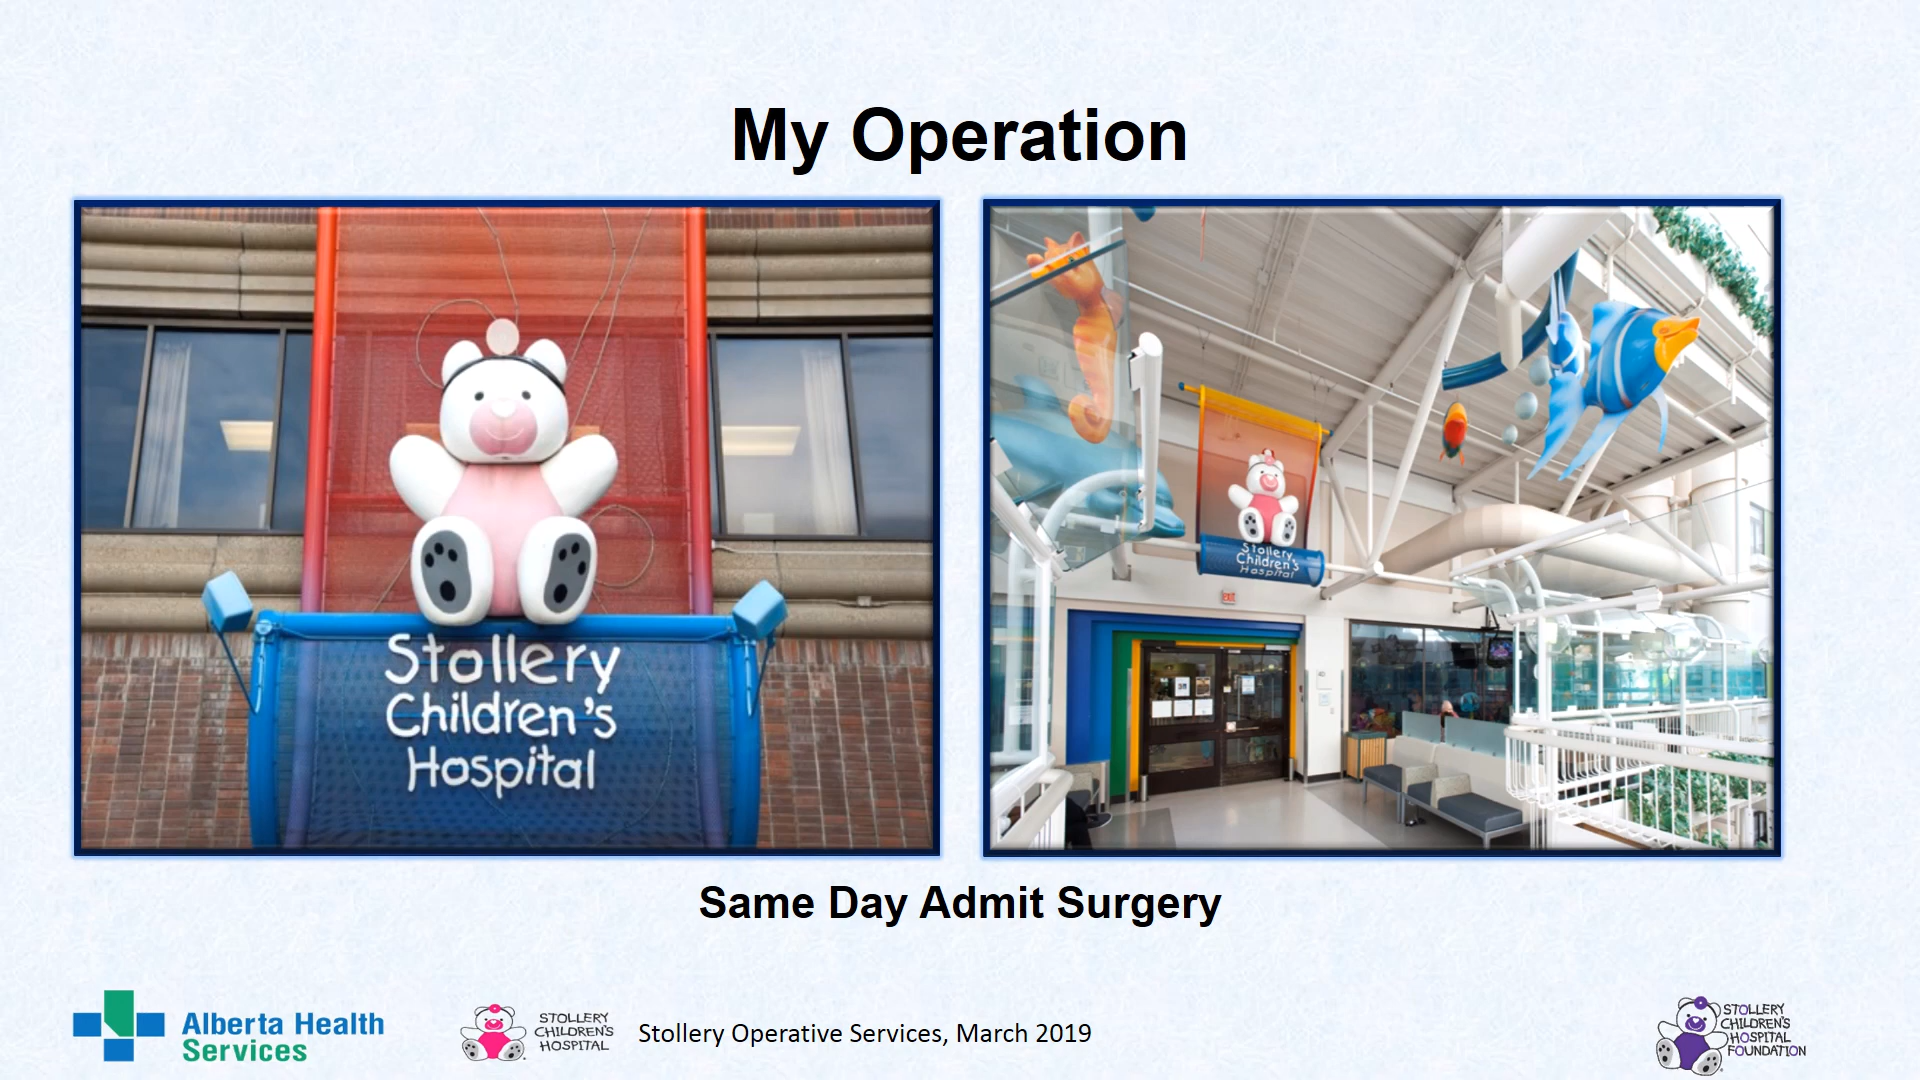 My Operation
Stollery
Children's
Hospital
Stollery
Children's
Hospital
exit
Same Day Admit Surgery
Alberta Health
Services
STOLLERY
CHILDREN'S
HOSPITAL
Stollery Operative Services, March 2019
STOLLERY
CHILDREN'S
HOSPITAL
FOUNDATION